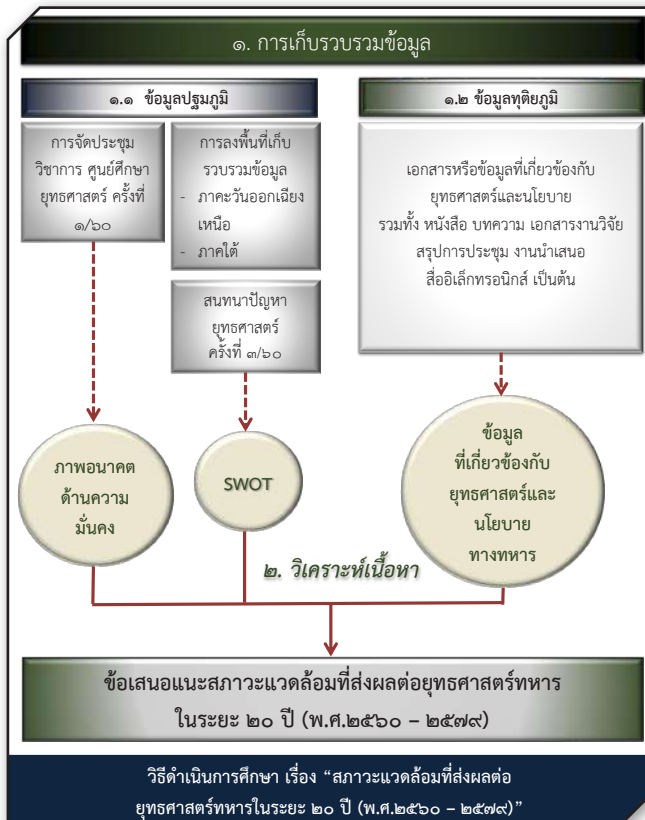 ๑. การเก็บรวบรวมข้อมูล
๑.๑ ข้อมูลปฐมภูมิ
การจัดประชุม
วิชาการ ศูนย์ศึกษา
ยุทธศาสตร์ ครั้งที่
๑/๖๐
การลงพื้นที่เก็บ
รวบรวมข้อมูล
- ภาคะวันออกเฉียง
เหนือ
- ภาคใต้
สนทนาปัญหา
ยุทธศาสตร์
ครั้งที่ ๓/๖๐
๑.๒ ข้อมูลทุติยภูมิ
เอกสารหรือข้อมูลที่เกี่ยวข้องกับ
ยุทธศาสตร์และนโยบาย
รวมทั้ง หนังสือ บทความ เอกสารงานวิจัย
สรุปการประชุม งานนำเสนอ
สื่ออิเล็กทรอนิกส์ เป็นต้น
ภาพอนาคต
ด้านความ
มั่นคง
SWOT
ข้อมูล
ที่เกี่ยวข้องกับ
ยุทธศาสตร์และ
นโยบาย
ทางทหาร
๒. วิเคราะห์เนื้อหา
ข้อเสนอแนะสภาวะแวดล้อมที่ส่งผลต่อยุทธศาสตร์ทหาร
ในระยะ ๒๐ ปี (พ.ศ.๒๕๖๐ – ๒๕๗๙)
วิธีดำเนินการศึกษา เรื่อง “สภาวะแวดล้อมที่ส่งผลต่อ
ยุทธศาสตร์ทหารในระยะ ๒๐ ปี (พ.ศ.๒๕๖๐ – ๒๕๗๙)”